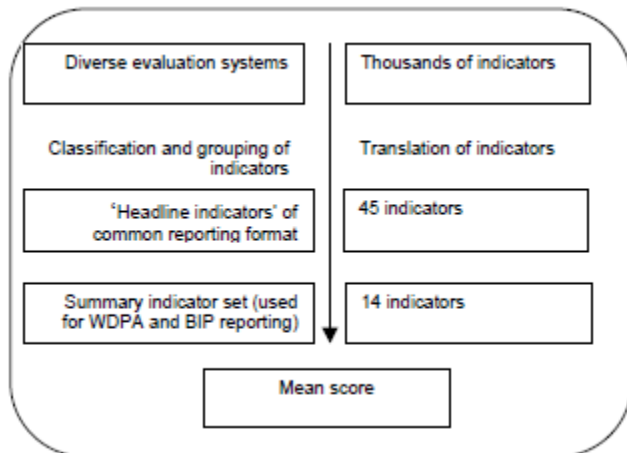 Diverse evaluation systems
Thousands of indicators
Classification and grouping of
indicators
Translation of indicators
‘Headline indicators’ of
common reporting format
45 indicators
Summary indicator set (used
for WDPA and BIP reporting)
14 indicators
Mean score